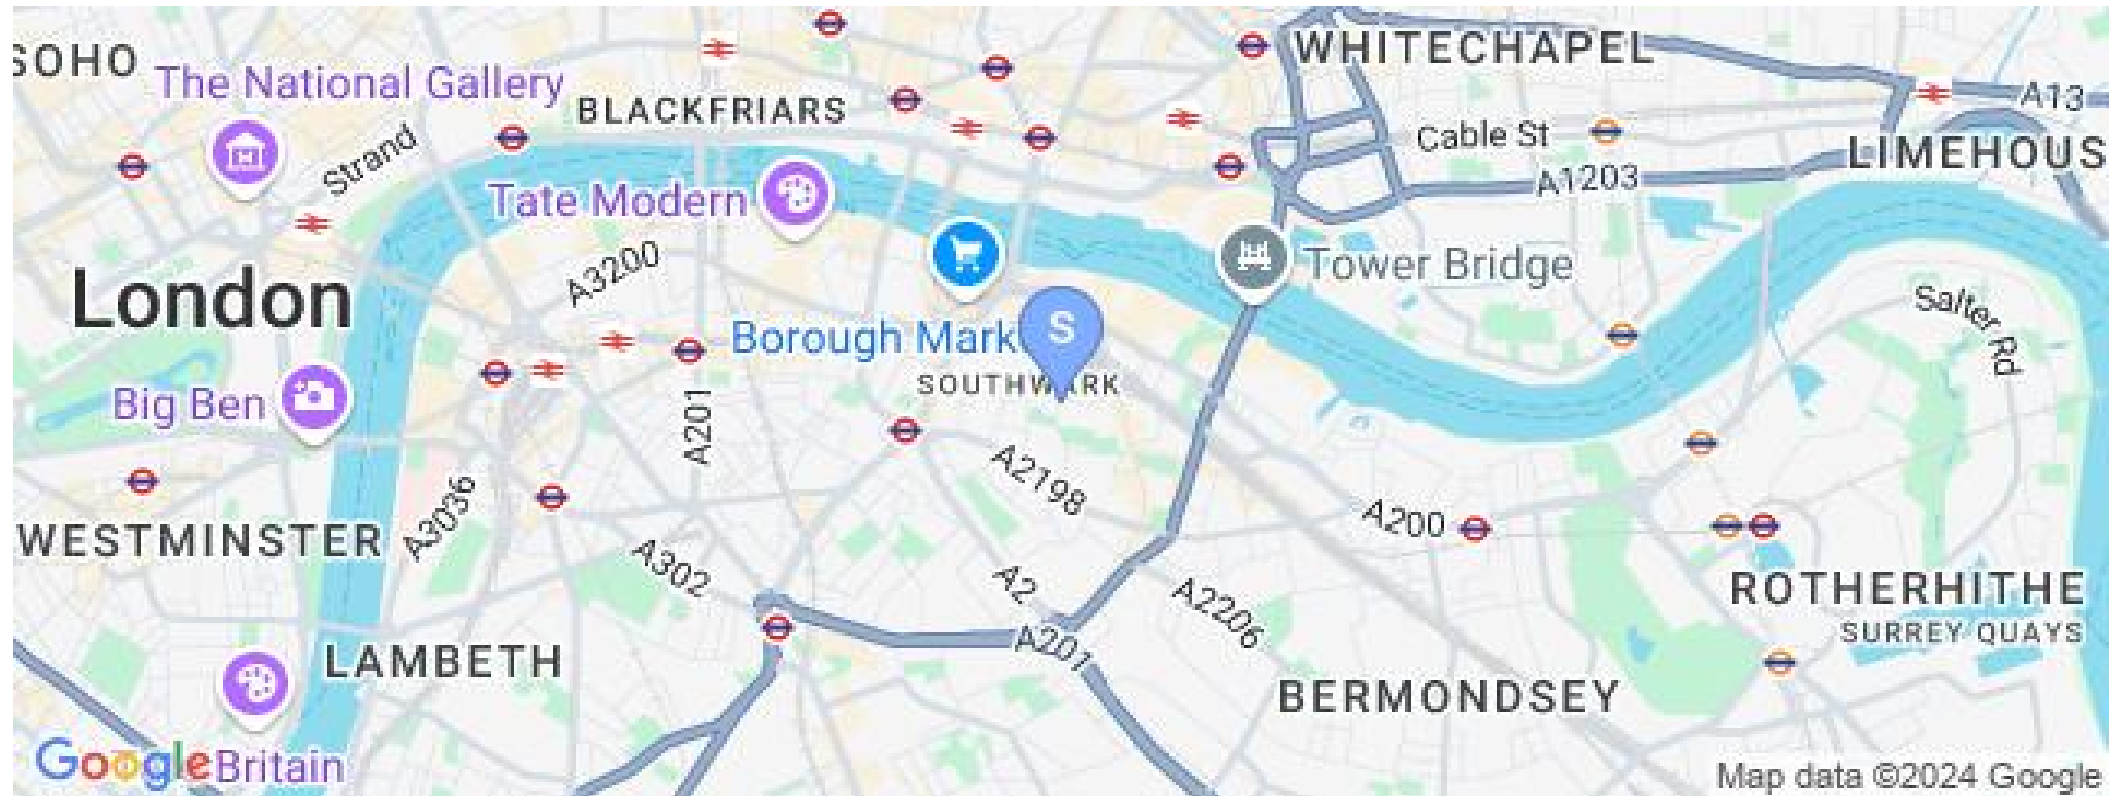 SOHO
The National Gallery
Strand
BLACKFRIARS
WHITECHAPEL
A13
Cable St
LIMEHOUS
A1203
Tate Modern
A3200
Tower Bridge
London
Salter Rd
Borough Mark
S
SOUTHWARK
Big Ben
A201
A2198
A3036
A200
WESTMINSTER
A302
A2
A2206
ROTHERHITHE
SURREY QUAYS
A201
LAMBETH
BERMONDSEY
Google
Britain
Map data ©2024 Google